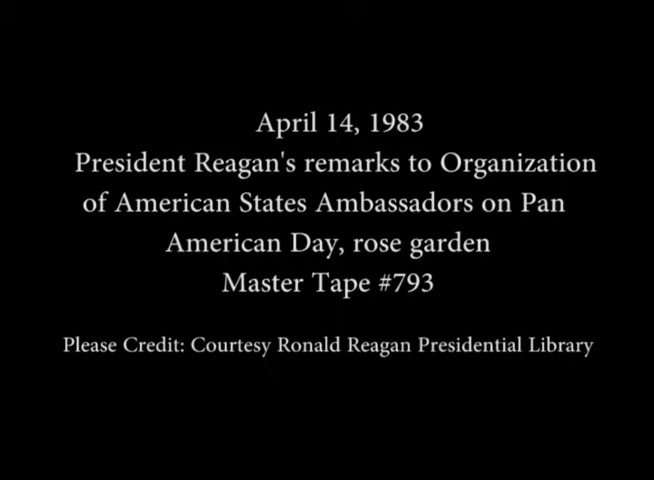 April 14, 1983
President Reagan's remarks to Organization
of American States Ambassadors on Pan
American Day, rose garden
Master Tape #793
Please Credit: Courtesy Ronald Reagan Presidential Library